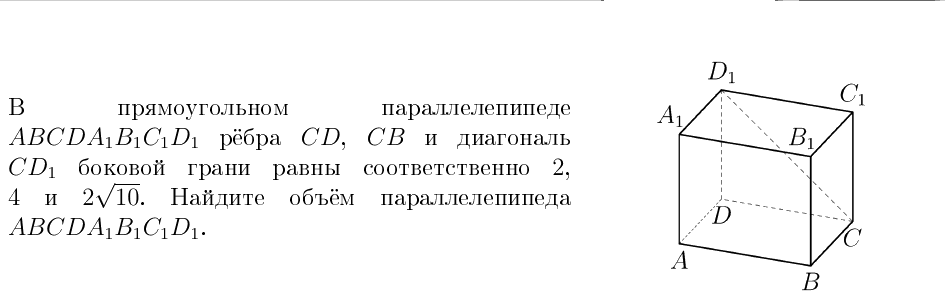 В прямоугольном параллелепипеде
ABCDA₁B₁C₁D₁ рёбра CD, CB и диагональ
CD₁ боковой грани равны соответственно 2,
4 и 2√10. Найдите объём параллелепипеда
ABCDA₁B₁C₁D₁.
D₁
C₁
A₁
B₁
D
C
A
B